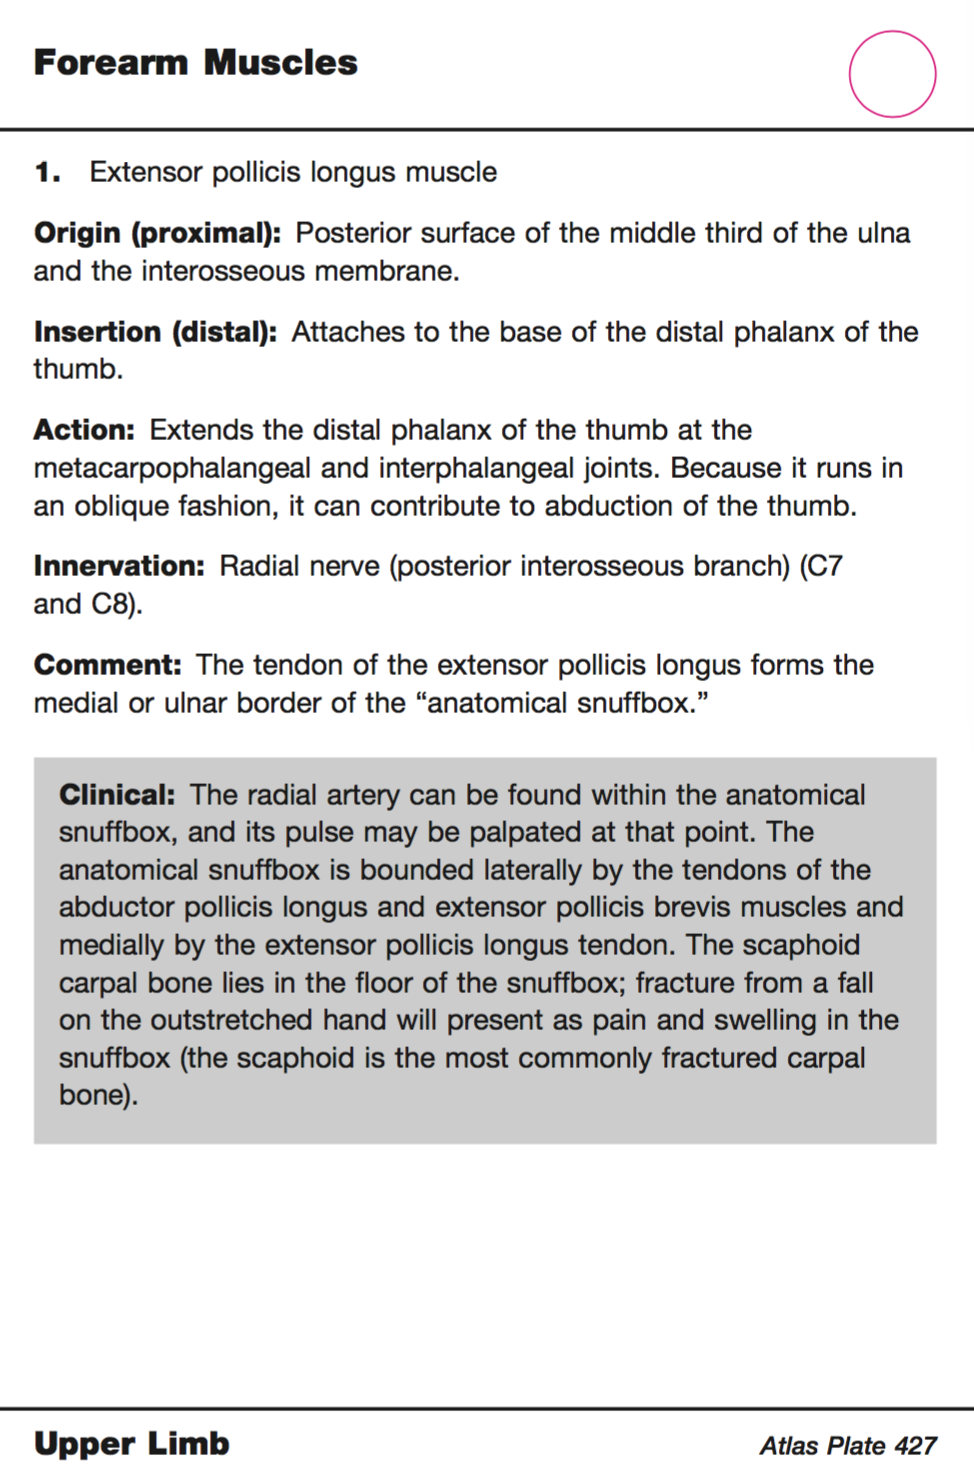 Forearm Muscles
1. Extensor pollicis longus muscle
Origin (proximal): Posterior surface of the middle third of the ulna
and the interosseous membrane.
Insertion (distal): Attaches to the base of the distal phalanx of the
thumb.
Action: Extends the distal phalanx of the thumb at the
metacarpophalangeal and interphalangeal joints. Because it runs in
an oblique fashion, it can contribute to abduction of the thumb.
Innervation: Radial nerve (posterior interosseous branch) (C7
and C8).
Comment: The tendon of the extensor pollicis longus forms the
medial or ulnar border of the “anatomical snuffbox.”
Clinical: The radial artery can be found within the anatomical
snuffbox, and its pulse may be palpated at that point. The
anatomical snuffbox is bounded laterally by the tendons of the
abductor pollicis longus and extensor pollicis brevis muscles and
medially by the extensor pollicis longus tendon. The scaphoid
carpal bone lies in the floor of the snuffbox; fracture from a fall
on the outstretched hand will present as pain and swelling in the
snuffbox (the scaphoid is the most commonly fractured carpal
bone).
Upper Limb
Atlas Plate 427